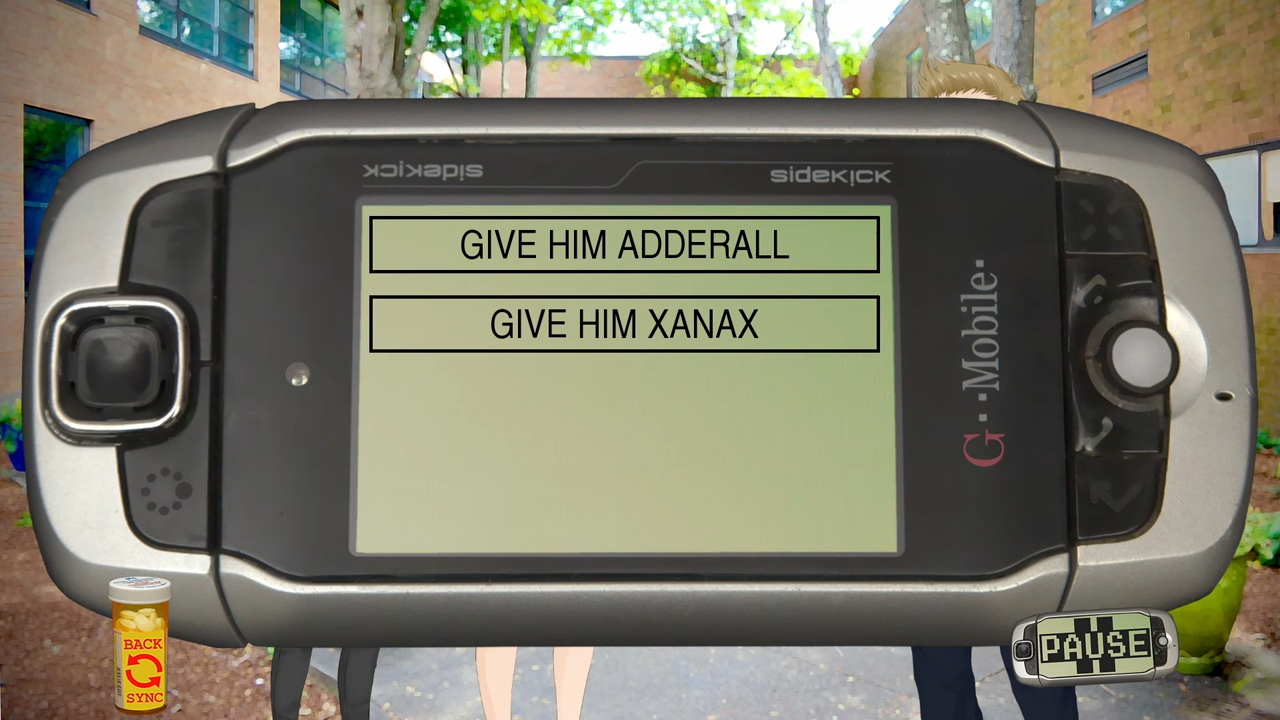 sidekick
sidekick
GIVE HIM ADDERALL
GIVE HIM XANAX
G··Mobile·
BACK
SYNC
PAUSE